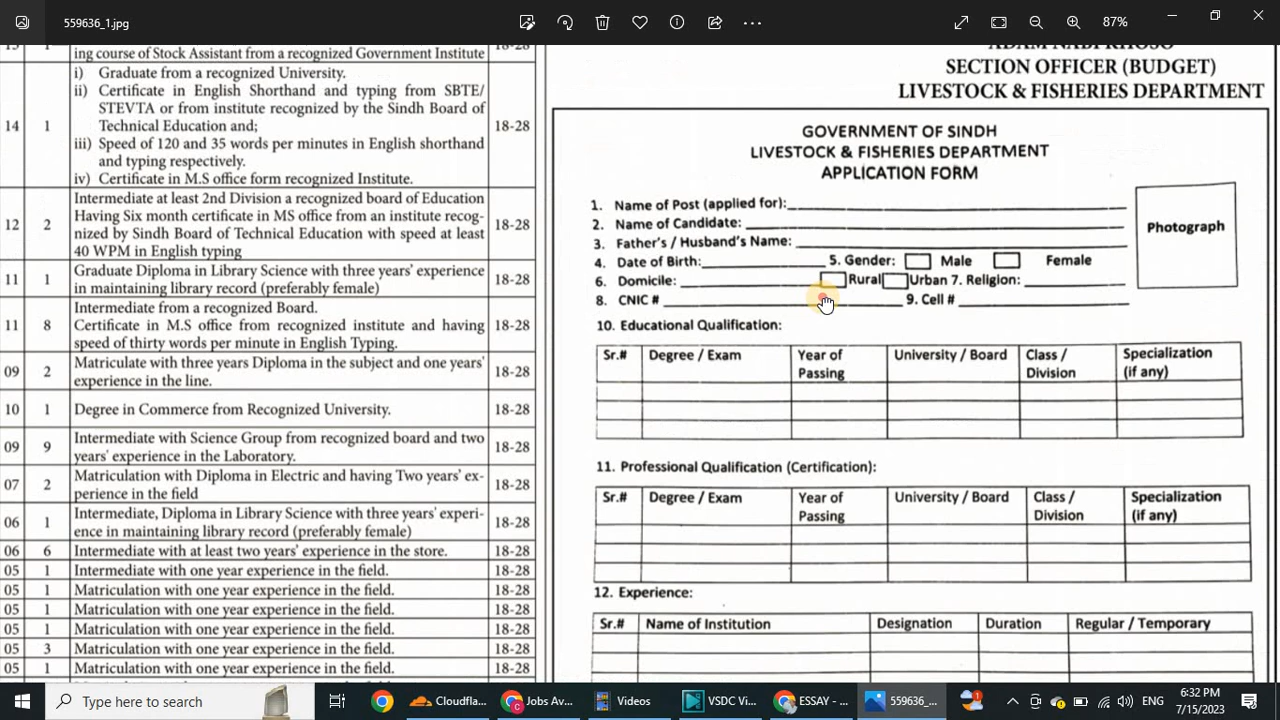 559636_1.jpg
87%
ing course of Stock Assistant from a recognized Government Institute
18-28
14 1 i) Graduate from a recognized University.
ii) Certificate in English Shorthand and typing from SBTE/
STEVTA or from institute recognized by the Sindh Board of
Technical Education and;
iii) Speed of 120 and 35 words per minutes in English shorthand
and typing respectively.
iv) Certificate in M.S office form recognized Institute.
18-28
12 2 Intermediate at least 2nd Division a recognized board of Education
Having Six month certificate in MS office from an institute recog-
nized by Sindh Board of Technical Education with speed at least
40 WPM in English typing
18-28
11 1 Graduate Diploma in Library Science with three years' experience
in maintaining library record (preferably female)
18-28
11 8 Intermediate from a recognized Board.
Certificate in M.S office from recognized institute and having
speed of thirty words per minute in English Typing.
18-28
09 2 Matriculate with three years Diploma in the subject and one years'
experience in the line.
18-28
10 1 Degree in Commerce from Recognized University. 18-28
09 9 Intermediate with Science Group from recognized board and two
years' experience in the Laboratory.
18-28
07 2 Matriculation with Diploma in Electric and having Two years' ex-
perience in the field
18-28
06 1 Intermediate, Diploma in Library Science with three years' experi-
ence in maintaining library record (preferably female)
18-28
06 6 Intermediate with at least two years' experience in the store. 18-28
05 1 Intermediate with one year experience in the field. 18-28
05 1 Matriculation with one year experience in the field. 18-28
05 1 Matriculation with one year experience in the field. 18-28
05 1 Matriculation with one year experience in the field. 18-28
05 3 Matriculation with one year experience in the field. 18-28
05 1 Matriculation with one year experience in the field. 18-28
SECTION OFFICER (BUDGET)
LIVESTOCK & FISHERIES DEPARTMENT
GOVERNMENT OF SINDH
LIVESTOCK & FISHERIES DEPARTMENT
APPLICATION FORM
Photograph
1. Name of Post (applied for):
2. Name of Candidate:
3. Father's / Husband's Name:
4. Date of Birth: 5. Gender: Male Female
6. Domicile: Rural Urban 7. Religion:
8. CNIC # 9. Cell #
10. Educational Qualification:
Sr.# Degree / Exam Year of Passing University / Board Class / Division Specialization (if any)
11. Professional Qualification (Certification):
Sr.# Degree / Exam Year of Passing University / Board Class / Division Specialization (if any)
12. Experience:
Sr.# Name of Institution Designation Duration Regular / Temporary
Type here to search
Cloudfla...
Jobs Av...
Videos
VSDC Vi...
ESSAY - ...
559636_...
1
ENG
6:32 PM
7/15/2023